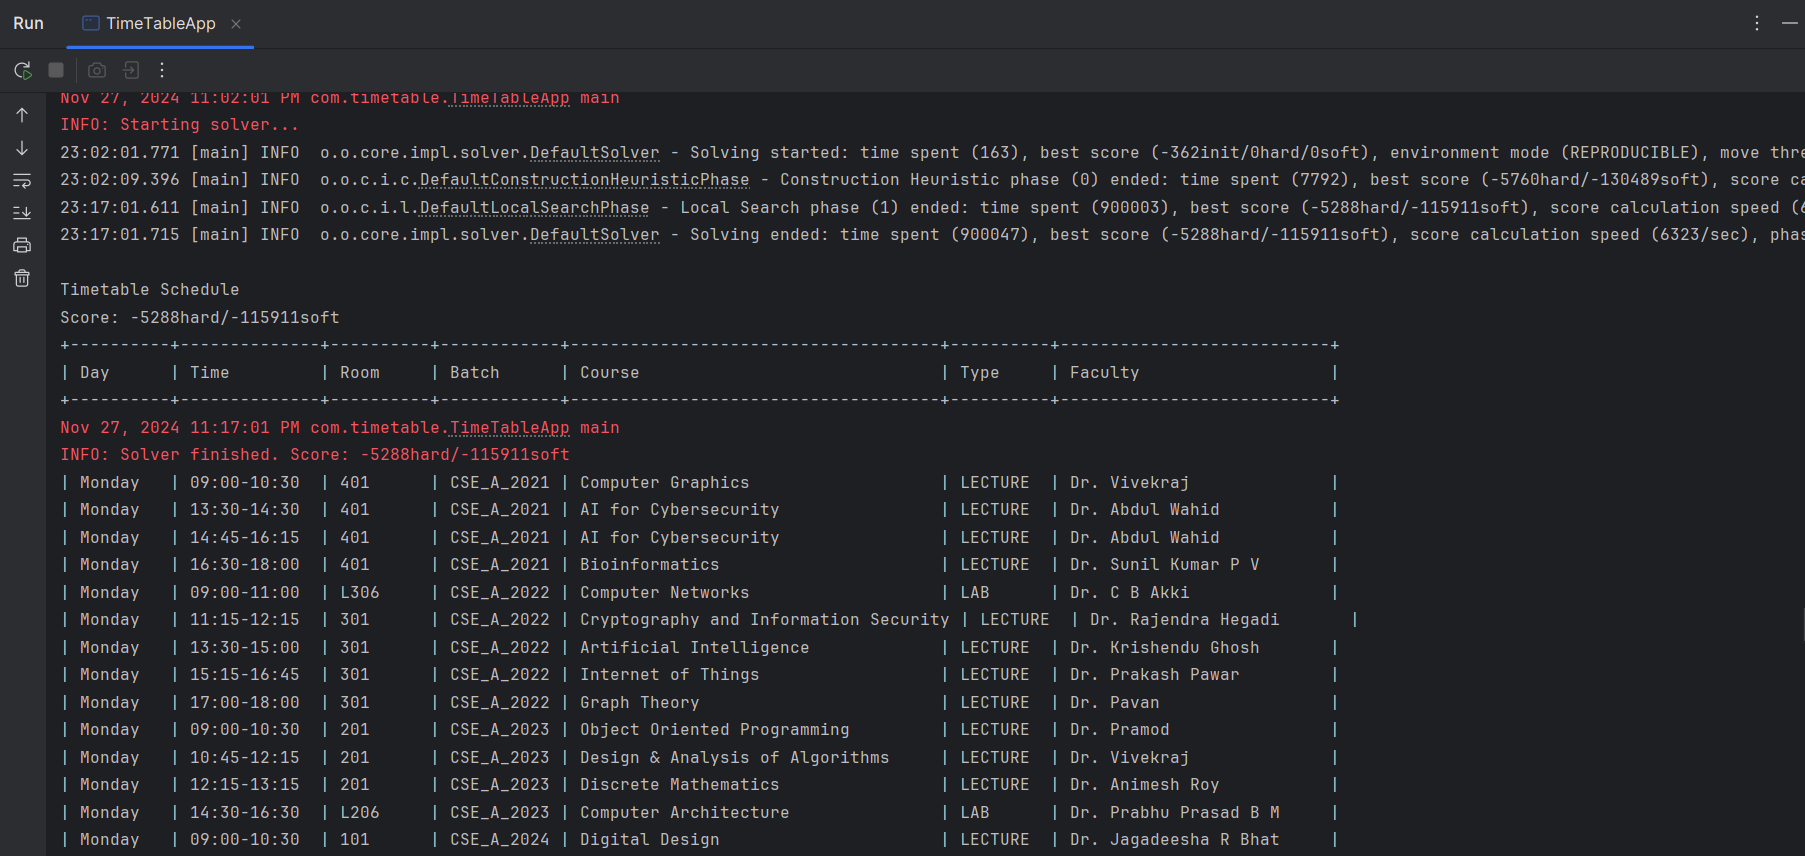 Run TimeTableApp
Nov 27, 2024 11:02:01 PM com.timetable.TimeTableApp main
INFO: Starting solver...
23:02:01.771 [main] INFO  o.o.core.impl.solver.DefaultSolver - Solving started: time spent (163), best score (-362init/0hard/0soft), environment mode (REPRODUCIBLE), move thre
23:02:09.396 [main] INFO  o.o.c.i.c.DefaultConstructionHeuristicPhase - Construction Heuristic phase (0) ended: time spent (7792), best score (-5760hard/-130489soft), score ca
23:17:01.611 [main] INFO  o.o.c.i.l.DefaultLocalSearchPhase - Local Search phase (1) ended: time spent (900003), best score (-5288hard/-115911soft), score calculation speed (6
23:17:01.715 [main] INFO  o.o.core.impl.solver.DefaultSolver - Solving ended: time spent (900047), best score (-5288hard/-115911soft), score calculation speed (6323/sec), phas
Timetable Schedule
Score: -5288hard/-115911soft
+----------+--------------+----------+------------+-------------------------------------+----------+---------------------------+
| Day      | Time         | Room     | Batch      | Course                              | Type     | Faculty                   |
+----------+--------------+----------+------------+-------------------------------------+----------+---------------------------+
Nov 27, 2024 11:17:01 PM com.timetable.TimeTableApp main
INFO: Solver finished. Score: -5288hard/-115911soft
| Monday   | 09:00-10:30  | 401      | CSE_A_2021 | Computer Graphics                   | LECTURE  | Dr. Vivekraj              |
| Monday   | 13:30-14:30  | 401      | CSE_A_2021 | AI for Cybersecurity                | LECTURE  | Dr. Abdul Wahid           |
| Monday   | 14:45-16:15  | 401      | CSE_A_2021 | AI for Cybersecurity                | LECTURE  | Dr. Abdul Wahid           |
| Monday   | 16:30-18:00  | 401      | CSE_A_2021 | Bioinformatics                      | LECTURE  | Dr. Sunil Kumar P V       |
| Monday   | 09:00-11:00  | L306     | CSE_A_2022 | Computer Networks                   | LAB      | Dr. C B Akki              |
| Monday   | 11:15-12:15  | 301      | CSE_A_2022 | Cryptography and Information Security | LECTURE  | Dr. Rajendra Hegadi       |
| Monday   | 13:30-15:00  | 301      | CSE_A_2022 | Artificial Intelligence             | LECTURE  | Dr. Krishendu Ghosh       |
| Monday   | 15:15-16:45  | 301      | CSE_A_2022 | Internet of Things                  | LECTURE  | Dr. Prakash Pawar         |
| Monday   | 17:00-18:00  | 301      | CSE_A_2022 | Graph Theory                        | LECTURE  | Dr. Pavan                 |
| Monday   | 09:00-10:30  | 201      | CSE_A_2023 | Object Oriented Programming         | LECTURE  | Dr. Pramod                |
| Monday   | 10:45-12:15  | 201      | CSE_A_2023 | Design & Analysis of Algorithms     | LECTURE  | Dr. Vivekraj              |
| Monday   | 12:15-13:15  | 201      | CSE_A_2023 | Discrete Mathematics                | LECTURE  | Dr. Animesh Roy           |
| Monday   | 14:30-16:30  | L206     | CSE_A_2023 | Computer Architecture               | LAB      | Dr. Prabhu Prasad B M     |
| Monday   | 09:00-10:30  | 101      | CSE_A_2024 | Digital Design                      | LECTURE  | Dr. Jagadeesha R Bhat     |